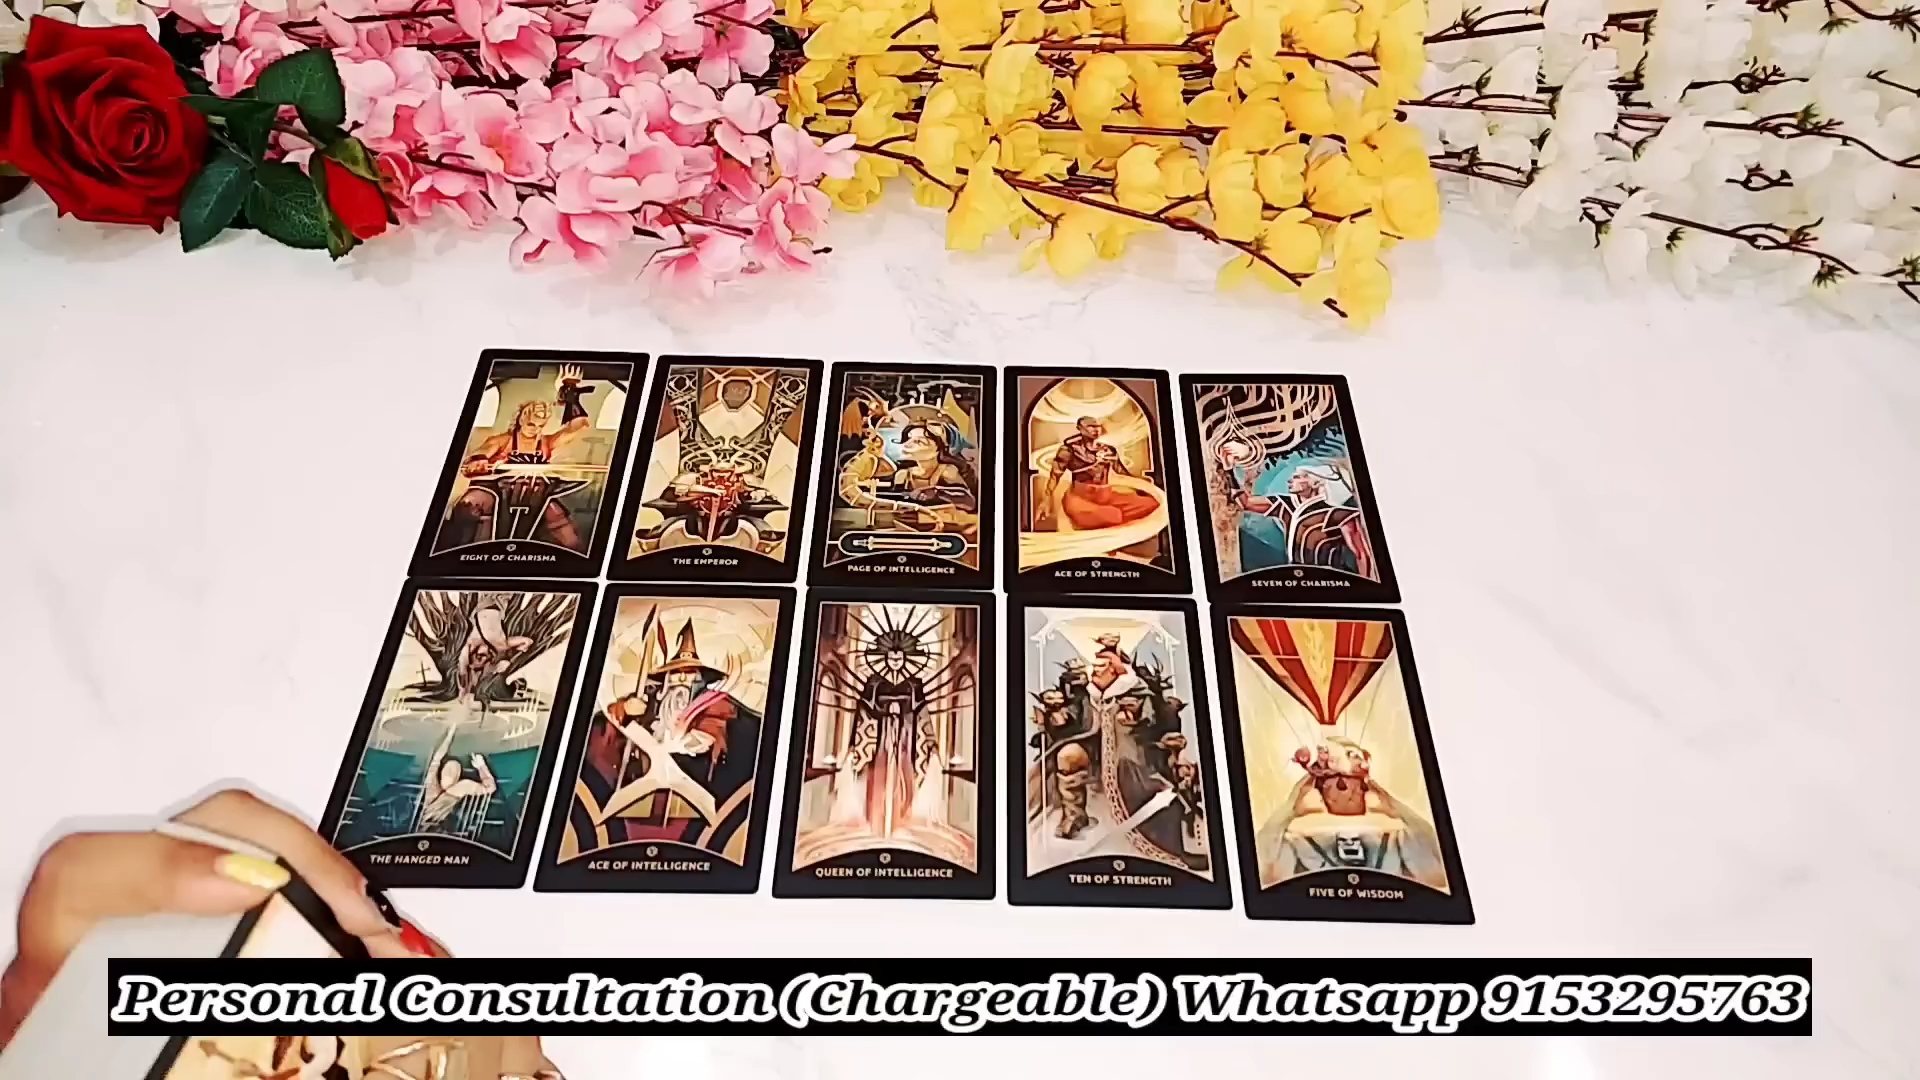 EIGHT OF CHARISMA
THE EMPEROR
PAGE OF INTELLIGENCE
ACE OF STRENGTH
SEVEN OF CHARISMA
THE HANGED MAN
ACE OF INTELLIGENCE
QUEEN OF INTELLIGENCE
TEN OF STRENGTH
FIVE OF WISDOM
Personal Consultation (Chargeable) Whatsapp 9153295763